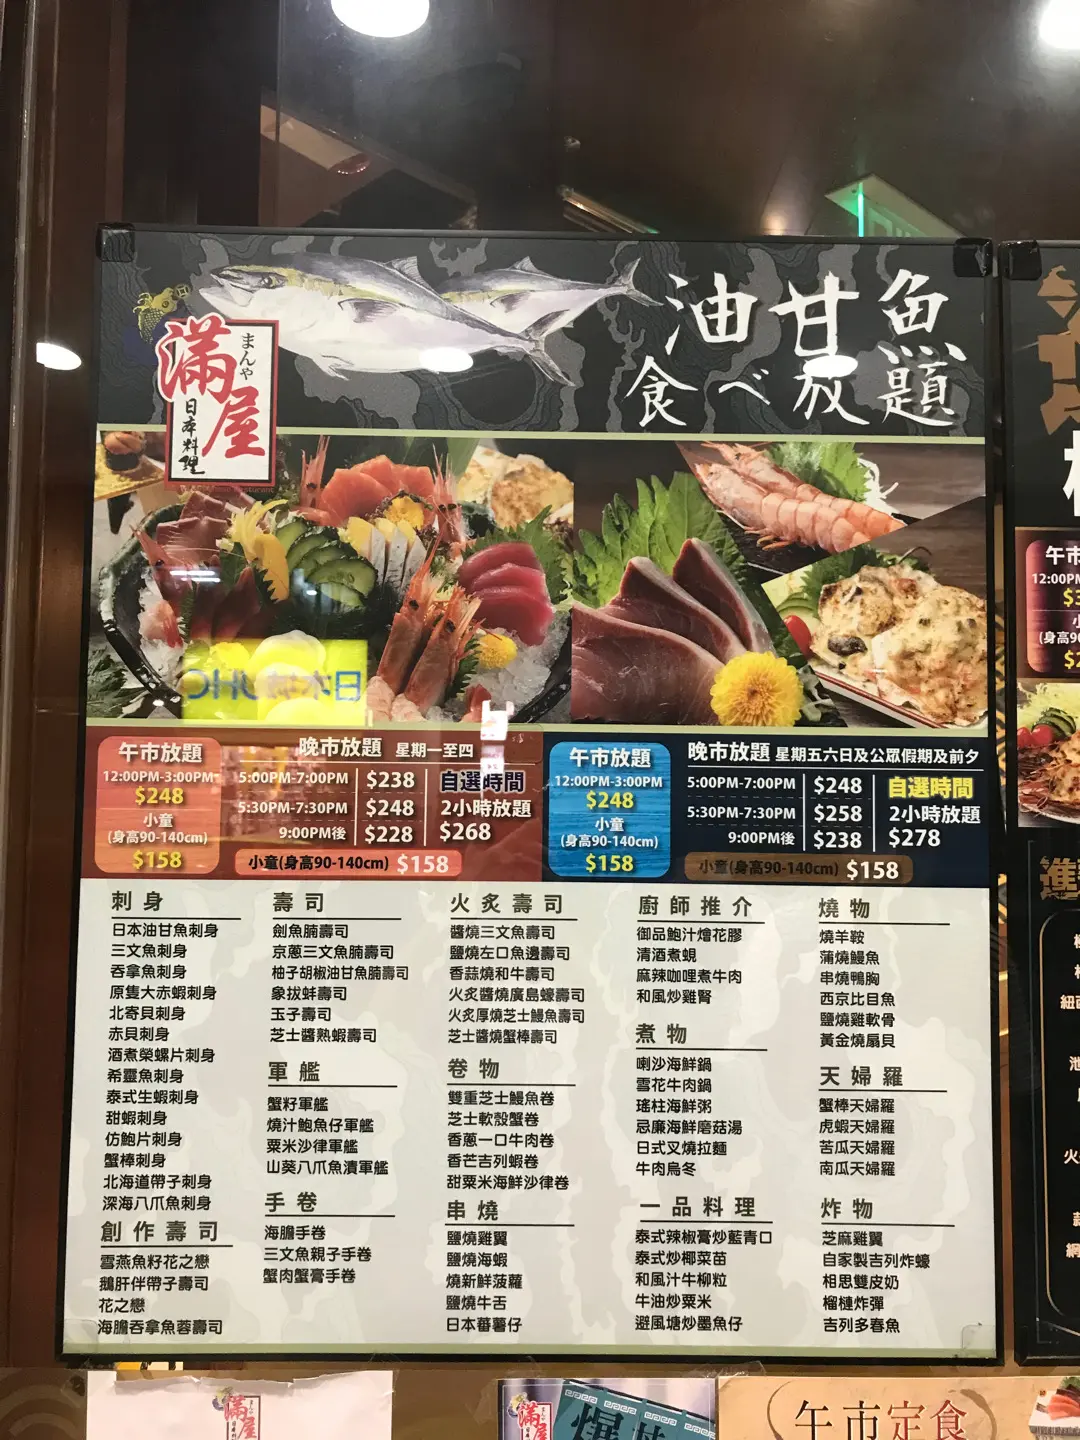 油甘魚
食べ放題
まんや
滿屋
日本料理
日本
午市放題
12:00PM-3:00PM
$248
小童
(身高90-140cm)
$158
晚市放題 星期一至四
5:00PM-7:00PM $238
5:30PM-7:30PM $248
9:00PM後 $228
自選時間
2小時放題
$268
小童(身高90-140cm) $158
午市放題
12:00PM-3:00PM
$248
小童
(身高90-140cm)
$158
晚市放題 星期五六日及公眾假期及前夕
5:00PM-7:00PM $248
5:30PM-7:30PM $258
9:00PM後 $238
自選時間
2小時放題
$278
小童(身高90-140cm) $158
刺身
日本油甘魚刺身
三文魚刺身
吞拿魚刺身
原隻大赤蝦刺身
北寄貝刺身
赤貝刺身
酒煮榮螺片刺身
希靈魚刺身
泰式生蝦刺身
甜蝦刺身
仿鮑片刺身
蟹棒刺身
北海道帶子刺身
深海八爪魚刺身
創作壽司
雪燕魚籽花之戀
鵝肝伴帶子壽司
花之戀
海膽吞拿魚蓉壽司
壽司
劍魚腩壽司
京蔥三文魚腩壽司
柚子胡椒油甘魚腩壽司
象拔蚌壽司
玉子壽司
芝士醬熟蝦壽司
軍艦
蟹籽軍艦
燒汁鮑魚仔軍艦
粟米沙律軍艦
山葵八爪魚漬軍艦
手卷
海膽手卷
三文魚親子手卷
蟹肉蟹膏手卷
火炙壽司
醬燒三文魚壽司
鹽燒左口魚邊壽司
香蒜燒和牛壽司
火炙醬燒廣島蠔壽司
火炙厚燒芝士鰻魚壽司
芝士醬燒蟹棒壽司
卷物
雙重芝士鰻魚卷
芝士軟殼蟹卷
香蔥一口牛肉卷
香芒吉列蝦卷
甜粟米海鮮沙律卷
串燒
鹽燒雞翼
鹽燒海蝦
燒新鮮菠蘿
鹽燒牛舌
日本蕃薯仔
廚師推介
御品鮑汁燴花膠
清酒煮蜆
麻辣咖哩煮牛肉
和風炒雞腎
煮物
喇沙海鮮鍋
雪花牛肉鍋
瑤柱海鮮粥
忌廉海鮮磨菇湯
日式叉燒拉麵
牛肉烏冬
一品料理
泰式辣椒膏炒藍青口
泰式炒椰菜苗
和風汁牛柳粒
牛油炒粟米
避風塘炒墨魚仔
燒物
燒羊鞍
蒲燒鰻魚
串燒鴨胸
西京比目魚
鹽燒雞軟骨
黃金燒扇貝
天婦羅
蟹棒天婦羅
虎蝦天婦羅
苦瓜天婦羅
南瓜天婦羅
炸物
芝麻雞翼
自家製吉列炸蠔
相思雙皮奶
榴槤炸彈
吉列多春魚
午市
12:00P
(身高9
進
滿屋
滿屋
午市定食